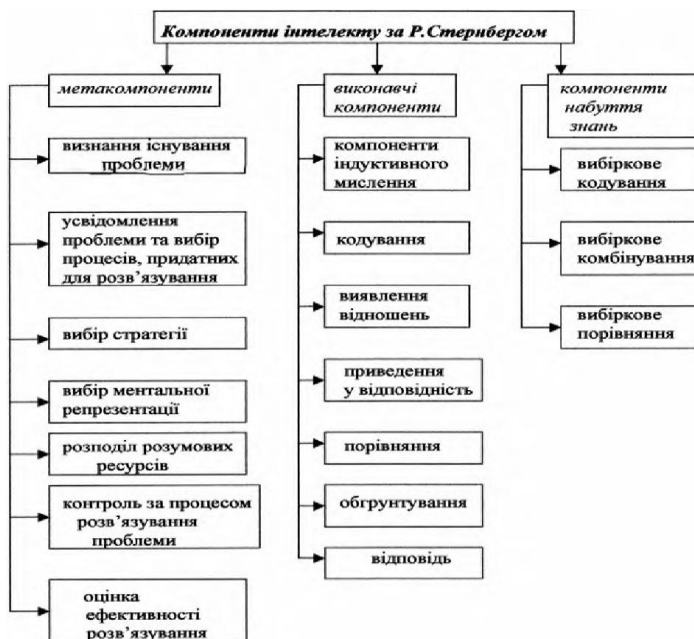 Компоненти інтелекту за Р.Стернбергом
метакомпоненти
визнання існування
проблеми
усвідомлення
проблеми та вибір
процесів, придатних
для розв'язування
вибір стратегії
вибір ментальної
репрезентації
розподіл розумових
ресурсів
контроль за процесом
розв'язування
проблеми
оцінка
ефективності
розв'язування
виконавчі
компоненти
компоненти
індуктивного
мислення
кодування
виявлення
відношень
приведення
у відповідність
порівняння
обгрунтування
відповідь
компоненти
набуття
знань
вибіркове
кодування
вибіркове
комбінування
вибіркове
порівняння